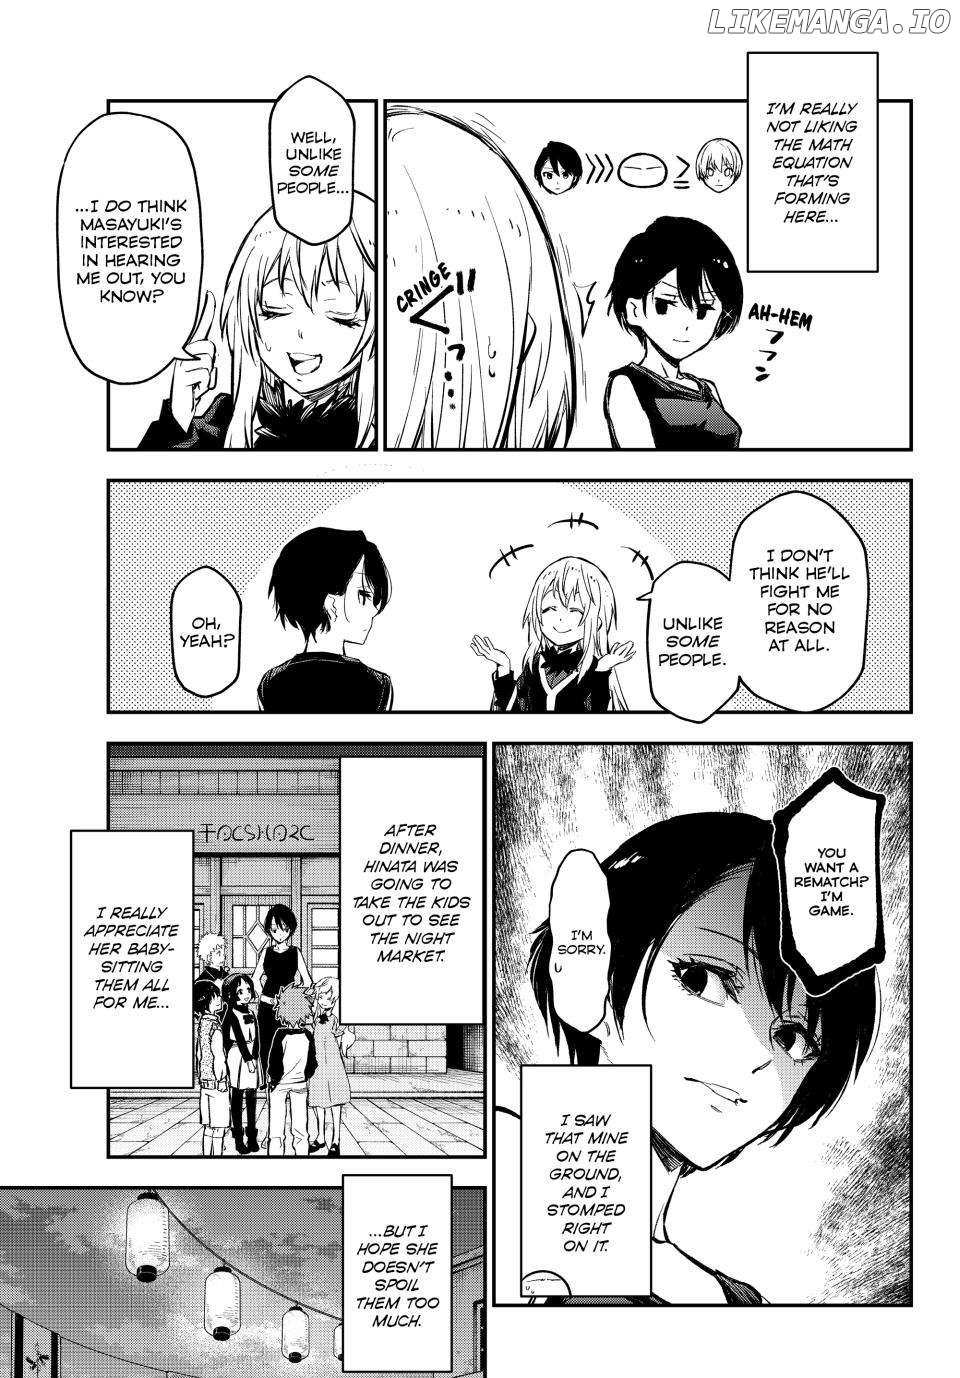 LIKEMANGA.IO
I'M REALLY
NOT LIKING
THE MATH
EQUATION
THAT'S
FORMING
HERE...
AH-HEM
フフン
CRINGE
WELL,
UNLIKE
SOME
PEOPLE...
...I DO THINK
MASAYUKI'S
INTERESTED
IN HEARING
ME OUT, YOU
KNOW?
I DON'T
THINK HE'LL
FIGHT ME
FOR NO
REASON
AT ALL.
UNLIKE
SOME
PEOPLE.
OH,
YEAH?
YOU
WANT A
REMATCH?
I'M
GAME.
I'M
SORRY.
I SAW
THAT MINE
ON THE
GROUND,
AND I
STOMPED
RIGHT
ON IT.
AFTER
DINNER,
HINATA WAS
GOING TO
TAKE THE KIDS
OUT TO SEE
THE NIGHT
MARKET.
I REALLY
APPRECIATE
HER BABY-
SITTING
THEM ALL
FOR ME...
...BUT I
HOPE SHE
DOESN'T
SPOIL
THEM TOO
MUCH.